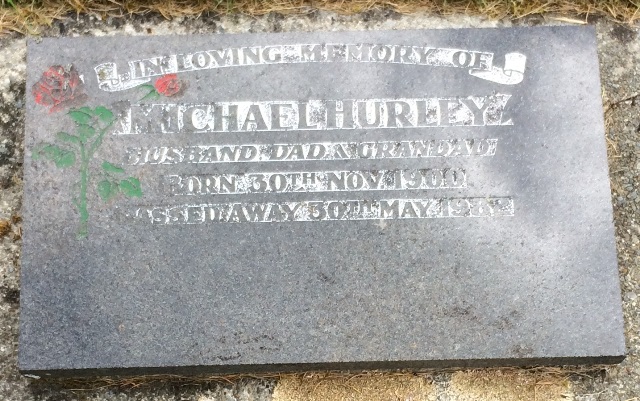 IN LOVING MEMORY OF
MICHAEL HURLEY
HUSBAND DAD & GRANDAD
BORN 30TH NOV
PASSED AWAY 30TH MAY